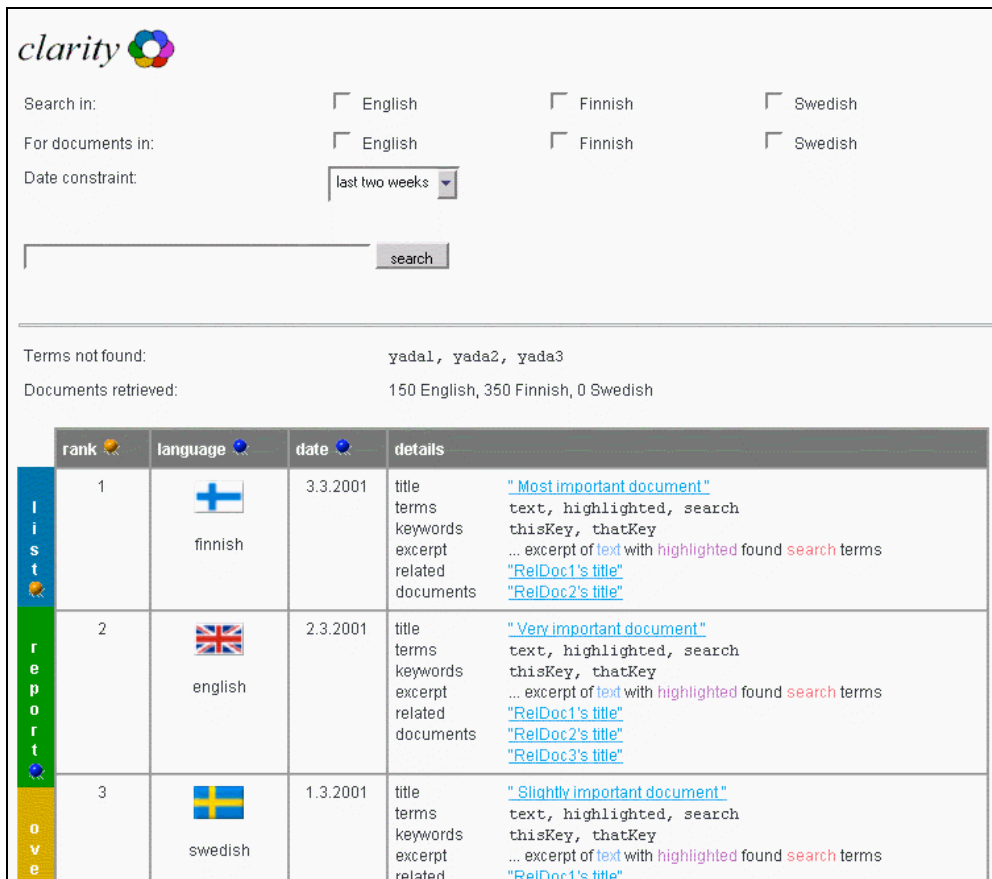 clarity
Search in: English Finnish Swedish
For documents in: English Finnish Swedish
Date constraint: last two weeks
search
Terms not found: yada1, yada2, yada3
Documents retrieved: 150 English, 350 Finnish, 0 Swedish
rank language date details
list
1 finnish 3.3.2001
title " Most important document "
terms text, highlighted, search
keywords thisKey, thatKey
excerpt ... excerpt of text with highlighted found search terms
related "RelDoc1's title"
documents "RelDoc2's title"
report
2 english 2.3.2001
title " Very important document "
terms text, highlighted, search
keywords thisKey, thatKey
excerpt ... excerpt of text with highlighted found search terms
related "RelDoc1's title"
documents "RelDoc2's title"
"RelDoc3's title"
ove
3 swedish 1.3.2001
title " Slightly important document "
terms text, highlighted, search
keywords thisKey, thatKey
excerpt ... excerpt of text with highlighted found search terms
related "RelDoc1's title"